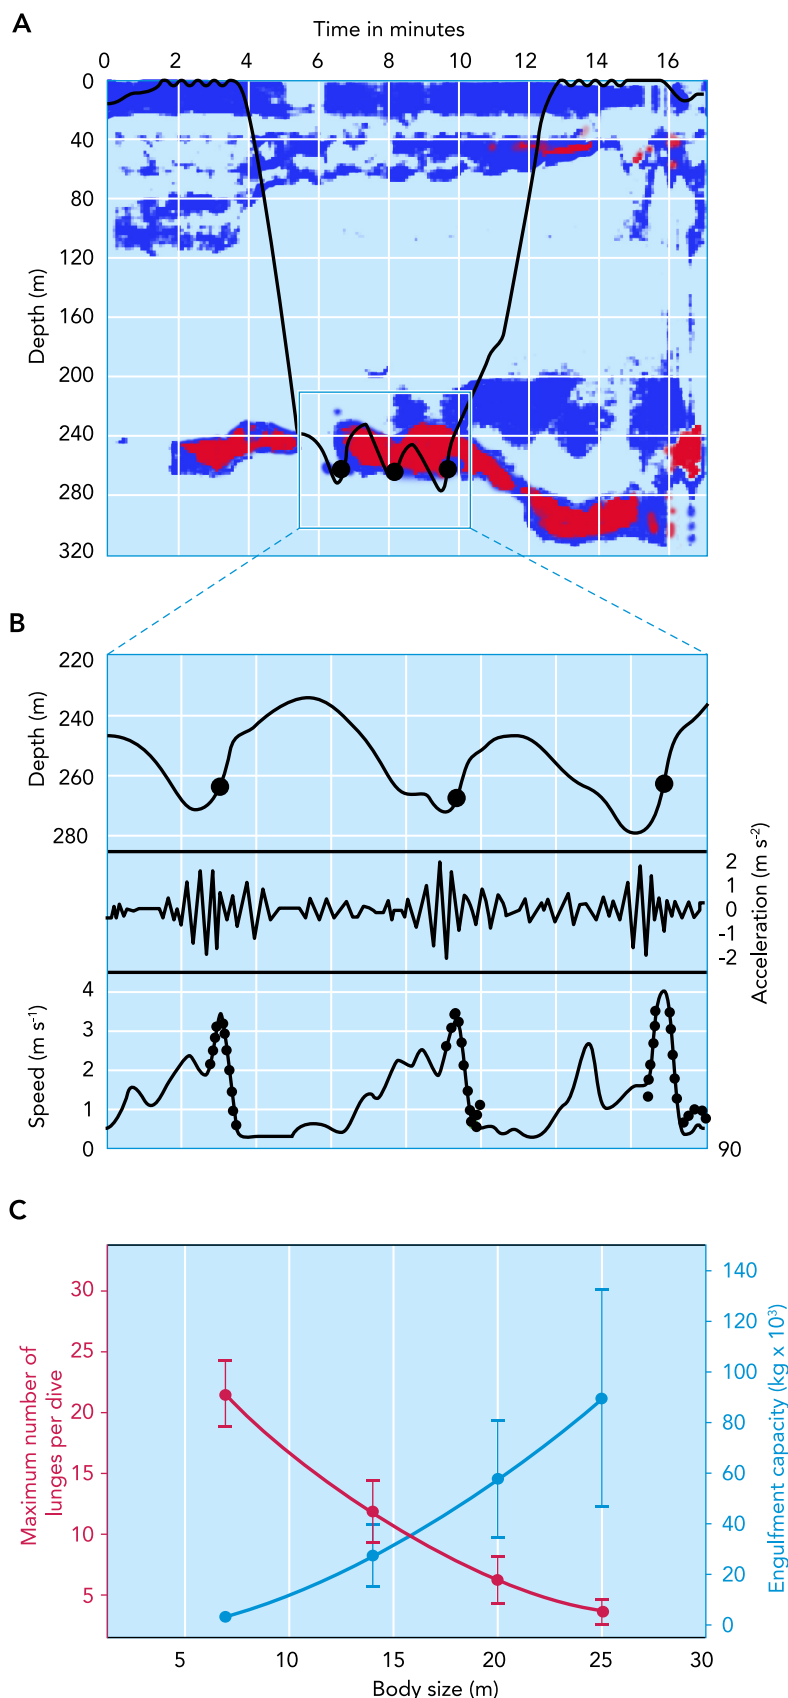 A
Time in minutes
0 2 4 6 8 10 12 14 16
Depth (m)
0
40
80
120
160
200
240
280
320
B
Depth (m)
220
240
260
280
Acceleration (m s⁻²)
2
1
0
-1
-2
Speed (m s⁻¹)
4
3
2
1
0
90
C
Maximum number of
lunges per dive
30
25
20
15
10
5
Engulfment capacity (kg x 10³)
140
120
100
80
60
40
20
0
5 10 15 20 25 30
Body size (m)